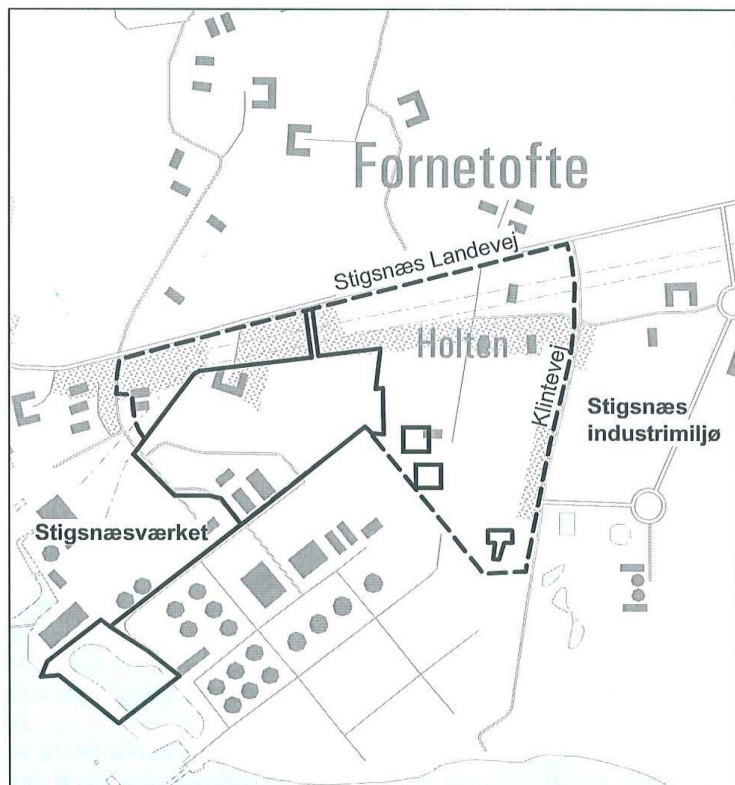 Fornetofte
Stigsnæs Landevej
Holten
Klintevej
Stigsnæs
industrimiljø
Stigsnæsværket